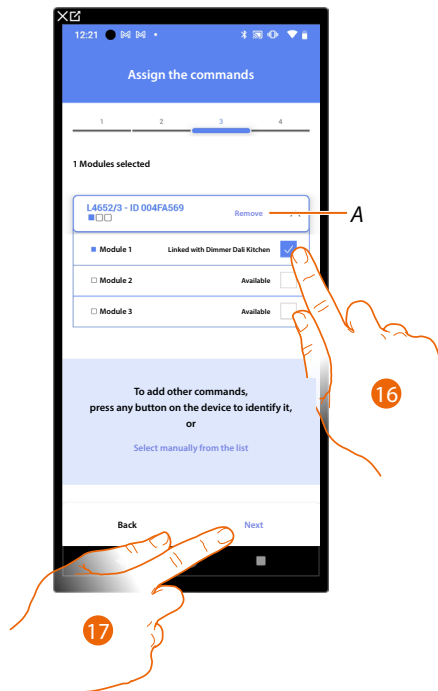 12:21
Assign the commands
1 2 3 4
1 Modules selected
L4652/3 - ID 004FA569
Remove
A
Module 1 Linked with Dimmer Dali Kitchen
Module 2 Available
Module 3 Available
To add other commands,
press any button on the device to identify it,
or
Select manually from the list
16
Back Next
17